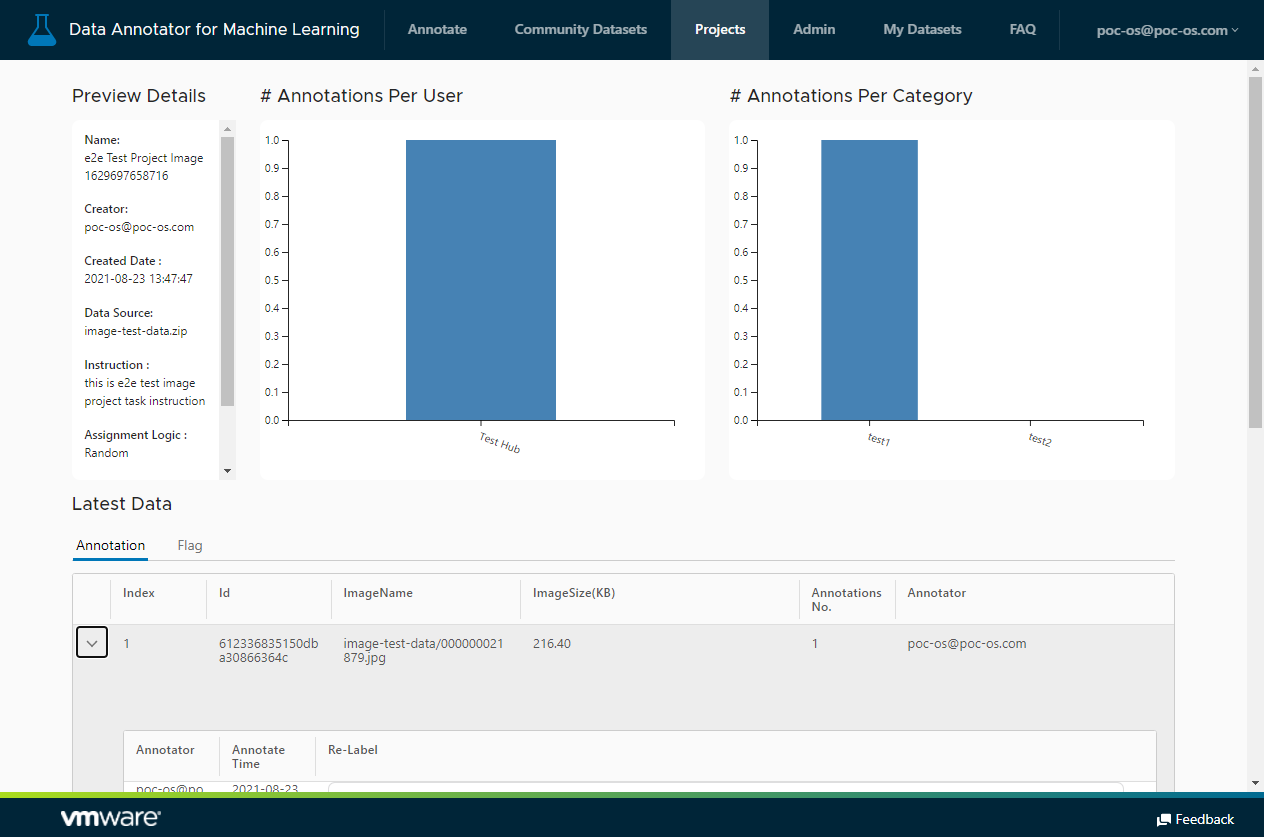 Data Annotator for Machine Learning
Annotate
Community Datasets
Projects
Admin
My Datasets
FAQ
poc-os@poc-os.com
Preview Details
Name:
e2e Test Project Image
1629697658716
Creator:
poc-os@poc-os.com
Created Date :
2021-08-23 13:47:47
Data Source:
image-test-data.zip
Instruction :
this is e2e test image
project task instruction
Assignment Logic :
Random
# Annotations Per User
1.0
0.9
0.8
0.7
0.6
0.5
0.4
0.3
0.2
0.1
0.0
Test Hub
# Annotations Per Category
1.0
0.9
0.8
0.7
0.6
0.5
0.4
0.3
0.2
0.1
0.0
test1
test2
Latest Data
Annotation
Flag
Index
Id
ImageName
ImageSize(KB)
Annotations
No.
Annotator
1
612336835150db
a30866364c
image-test-data/000000021
879.jpg
216.40
1
poc-os@poc-os.com
Annotator
Annotate
Time
Re-Label
poc-os@po
2021-08-23
vmware
Feedback